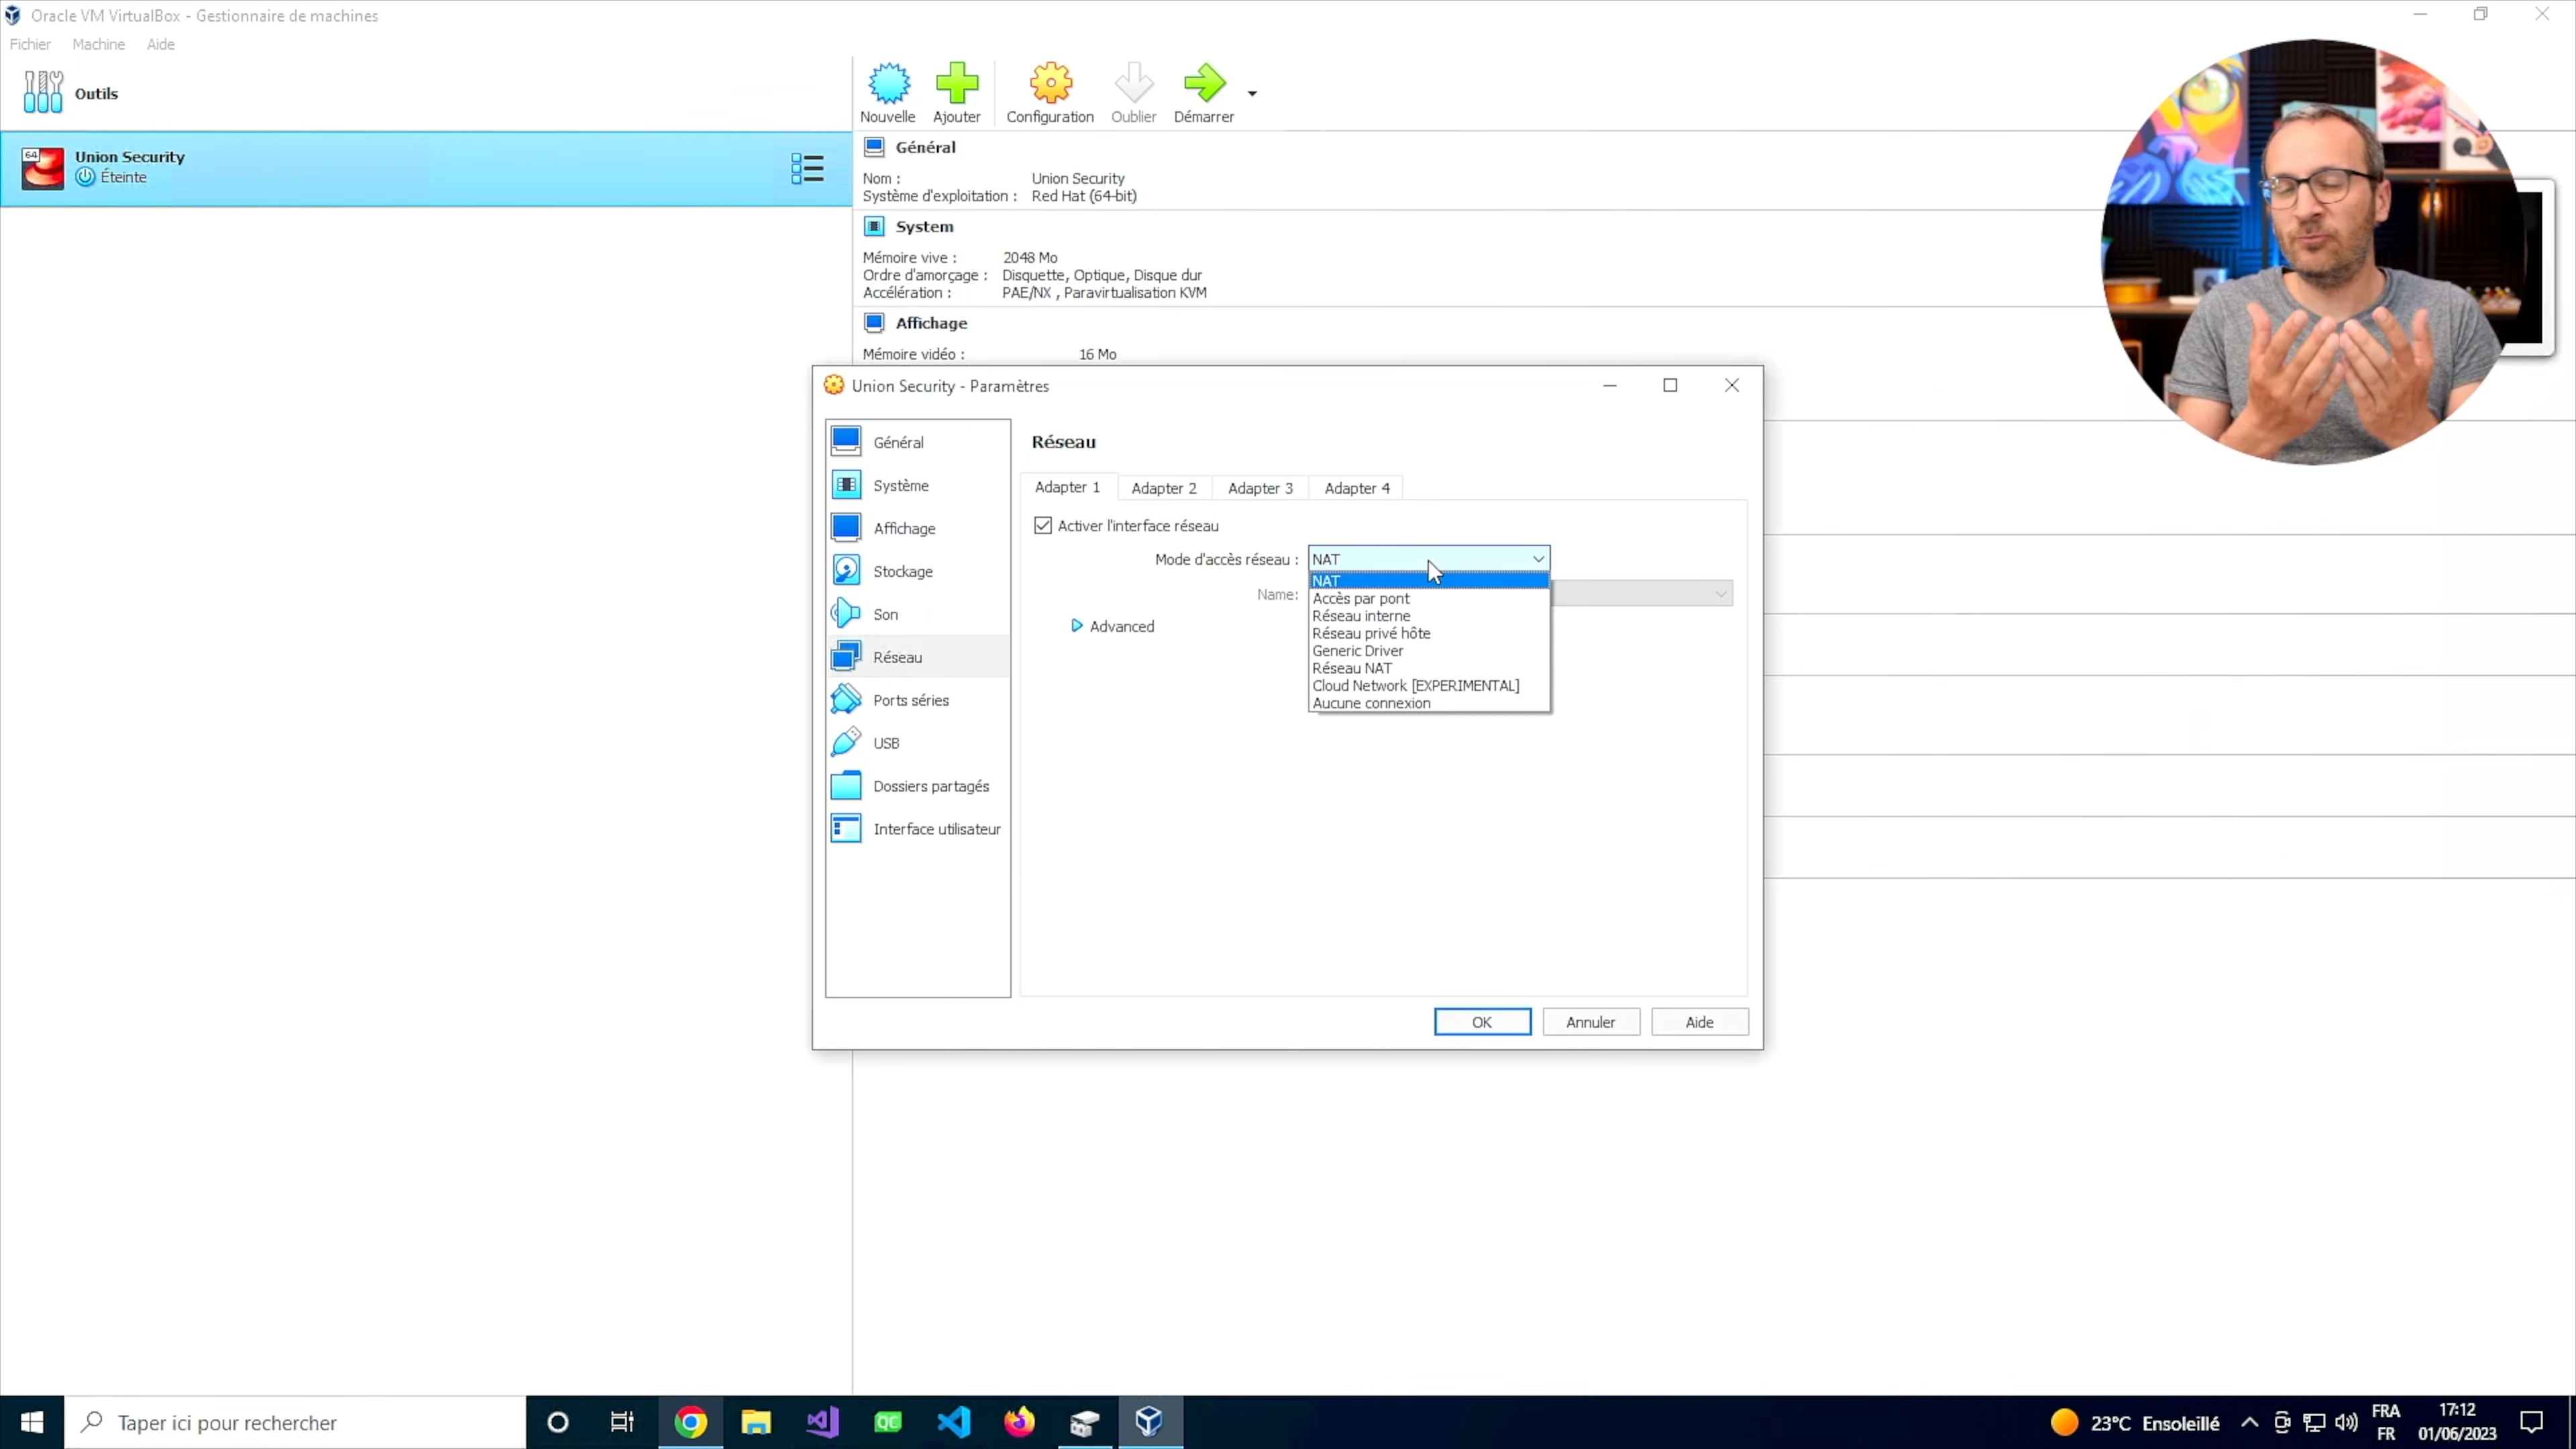 Oracle VM VirtualBox - Gestionnaire de machines
Fichier Machine Aide
Outils
Nouvelle Ajouter Configuration Oublier Démarrer
64
Union Security
Éteinte
Général
Nom : Union Security
Système d'exploitation : Red Hat (64-bit)
System
Mémoire vive : 2048 Mo
Ordre d'amorçage : Disquette, Optique, Disque dur
Accélération : PAE/NX , Paravirtualisation KVM
Affichage
Mémoire vidéo : 16 Mo
Union Security - Paramètres
Général
Système
Affichage
Stockage
Son
Réseau
Ports séries
USB
Dossiers partagés
Interface utilisateur
Réseau
Adapter 1 Adapter 2 Adapter 3 Adapter 4
Activer l'interface réseau
Mode d'accès réseau : NAT
NAT
Accès par pont
Réseau interne
Réseau privé hôte
Generic Driver
Réseau NAT
Cloud Network [EXPERIMENTAL]
Aucune connexion
Name:
Advanced
OK Annuler Aide
Taper ici pour rechercher
QC
23°C Ensoleillé
FRA
FR
17:12
01/06/2023